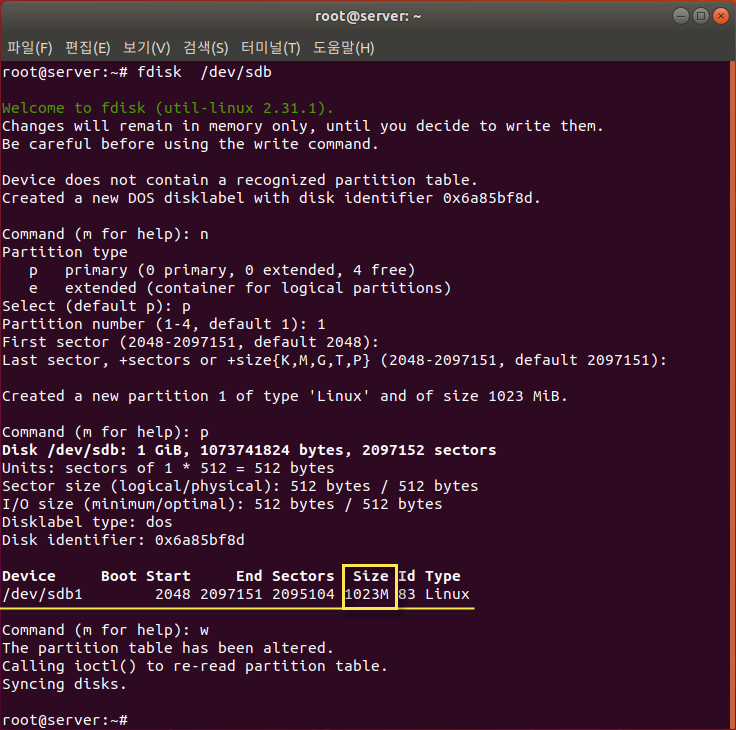 root@server: ~
파일(F) 편집(E) 보기(V) 검색(S) 터미널(T) 도움말(H)
root@server:~# fdisk  /dev/sdb
Welcome to fdisk (util-linux 2.31.1).
Changes will remain in memory only, until you decide to write them.
Be careful before using the write command.
Device does not contain a recognized partition table.
Created a new DOS disklabel with disk identifier 0x6a85bf8d.
Command (m for help): n
Partition type
   p   primary (0 primary, 0 extended, 4 free)
   e   extended (container for logical partitions)
Select (default p): p
Partition number (1-4, default 1): 1
First sector (2048-2097151, default 2048):
Last sector, +sectors or +size{K,M,G,T,P} (2048-2097151, default 2097151):
Created a new partition 1 of type 'Linux' and of size 1023 MiB.
Command (m for help): p
Disk /dev/sdb: 1 GiB, 1073741824 bytes, 2097152 sectors
Units: sectors of 1 * 512 = 512 bytes
Sector size (logical/physical): 512 bytes / 512 bytes
I/O size (minimum/optimal): 512 bytes / 512 bytes
Disklabel type: dos
Disk identifier: 0x6a85bf8d
Device     Boot Start     End Sectors  Size Id Type
/dev/sdb1        2048 2097151 2095104 1023M 83 Linux
Command (m for help): w
The partition table has been altered.
Calling ioctl() to re-read partition table.
Syncing disks.
root@server:~#